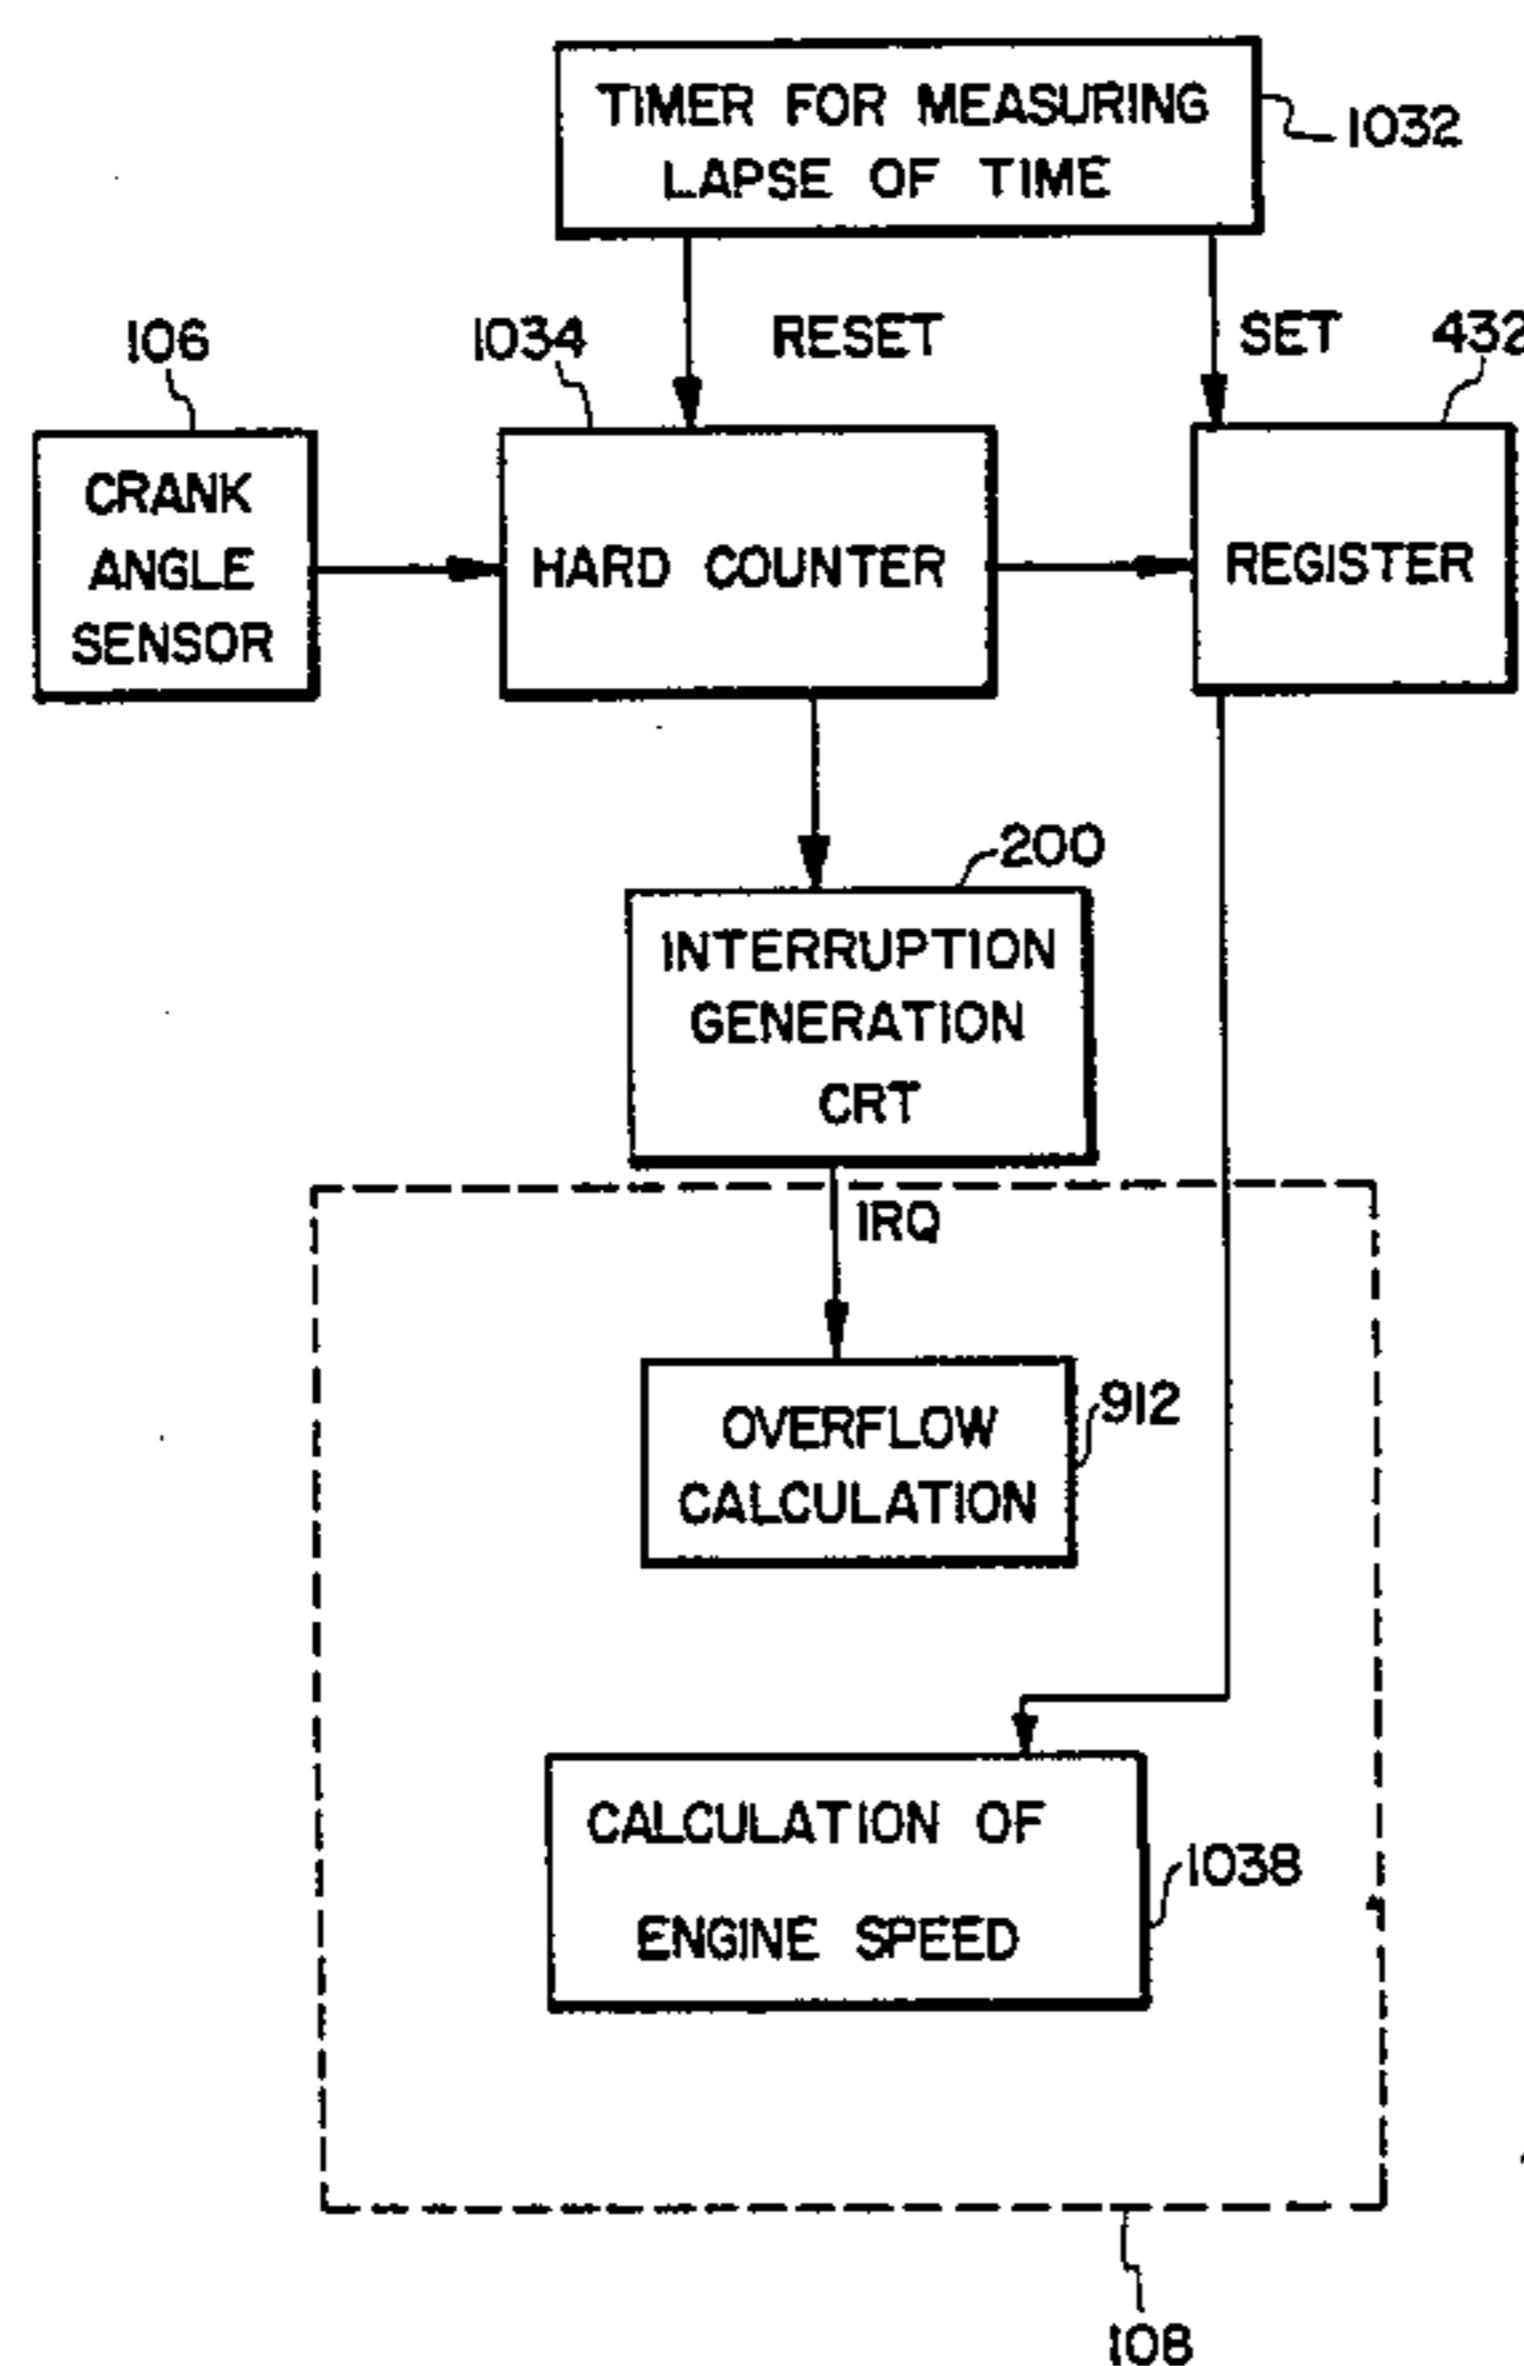 TIMER FOR MEASURING
LAPSE OF TIME
1032
RESET
SET
106
1034
432
CRANK
ANGLE
SENSOR
HARD COUNTER
REGISTER
200
INTERRUPTION
GENERATION
CRT
IRQ
OVERFLOW
CALCULATION
912
CALCULATION OF
ENGINE SPEED
1038
108